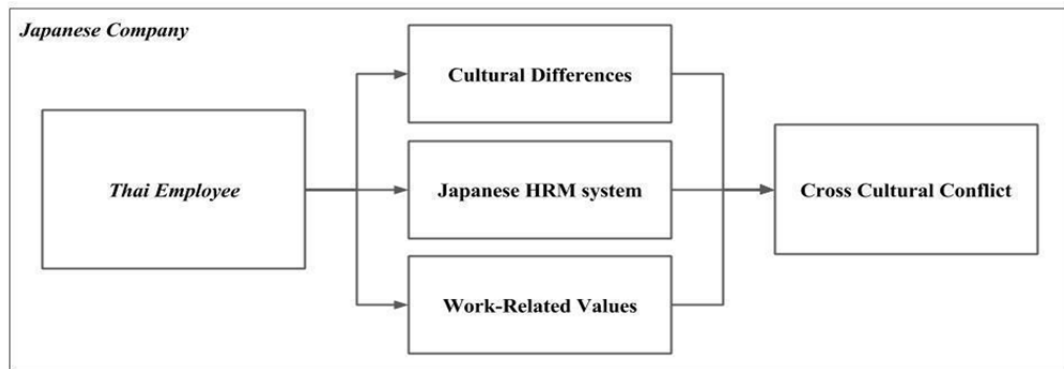 Japanese Company
Cultural Differences
Thai Employee
Japanese HRM system
Cross Cultural Conflict
Work-Related Values